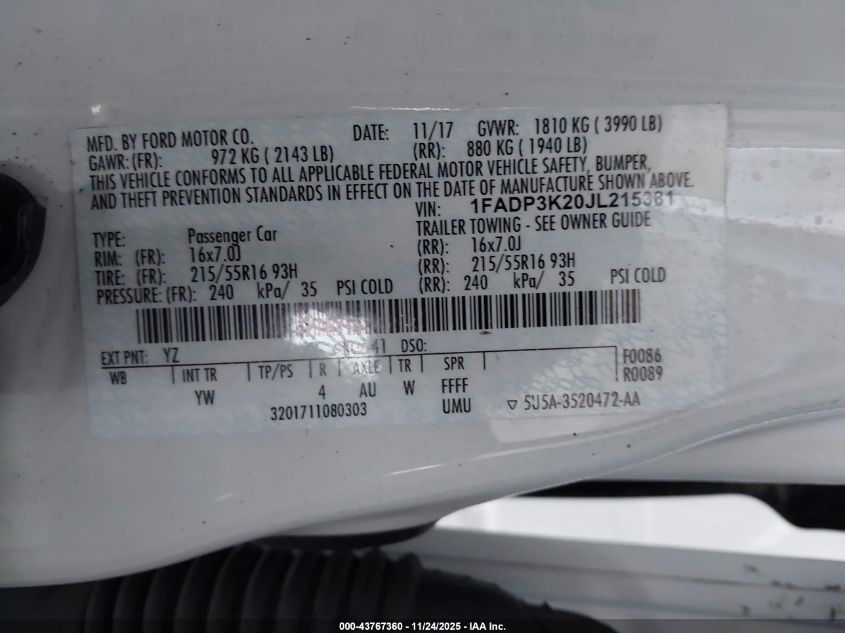 MFD. BY FORD MOTOR CO. DATE: 11/17 GVWR: 1810 KG ( 3990 LB)
GAWR: (FR): 972 KG ( 2143 LB) (RR): 880 KG ( 1940 LB)
THIS VEHICLE CONFORMS TO ALL APPLICABLE FEDERAL MOTOR VEHICLE SAFETY, BUMPER,
AND THEFT PREVENTION STANDARDS IN EFFECT ON THE DATE OF MANUFACTURE SHOWN ABOVE.
VIN: 1FADP3K20JL215381
TYPE: Passenger Car TRAILER TOWING - SEE OWNER GUIDE
RIM: (FR): 16x7.0J (RR): 16x7.0J
TIRE: (FR): 215/55R16 93H (RR): 215/55R16 93H
PRESSURE: (FR): 240 kPa/ 35 PSI COLD (RR): 240 kPa/ 35 PSI COLD
EXT PNT: YZ RC: 41 DSO:
WB INT TR TP/PS R AXLE TR SPR F0086
YW 4 AU W FFFF R0089
3201711080303 UMU ▽ 5U5A-3520472-AA
000-43767360 - 11/24/2025 - IAA Inc.